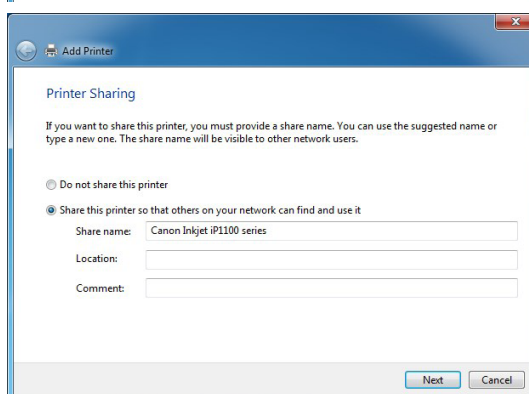 Add Printer
Printer Sharing
If you want to share this printer, you must provide a share name. You can use the suggested name or
type a new one. The share name will be visible to other network users.
Do not share this printer
Share this printer so that others on your network can find and use it
Share name: Canon Inkjet iP1100 series
Location:
Comment:
Next Cancel